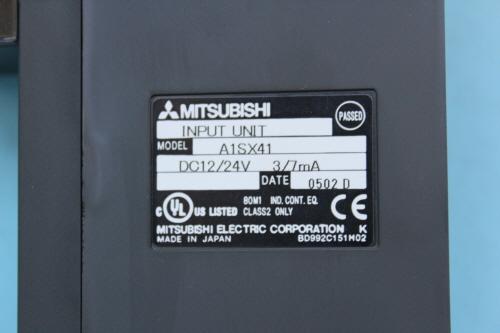 MITSUBISHI
PASSED
INPUT UNIT
MODEL A1SX41
DC12/24V 3/7mA
DATE 0502 D
C UL US LISTED 80M1 IND. CONT. EQ. CE
CLASS2 ONLY
MITSUBISHI ELECTRIC CORPORATION K
MADE IN JAPAN BD992C151H02